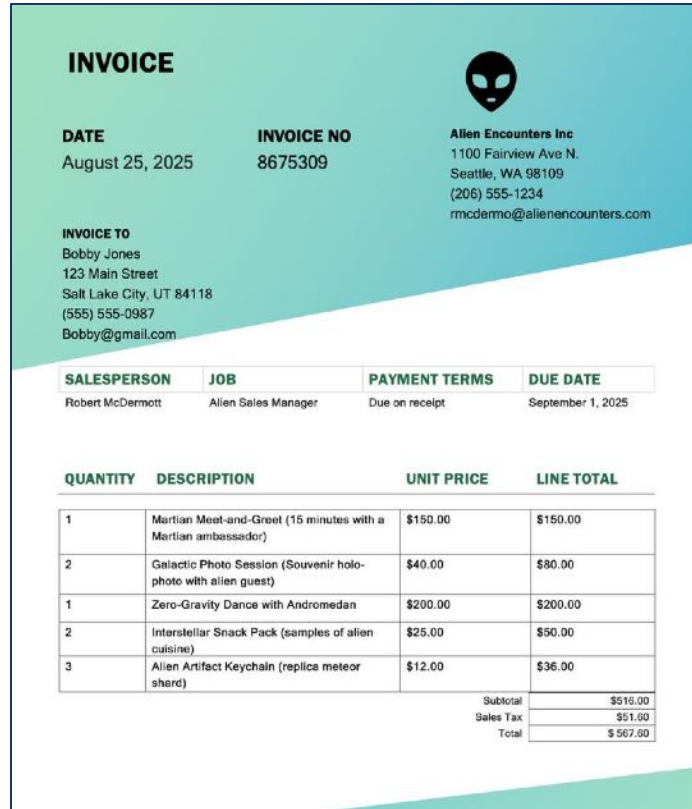 INVOICE
DATE
August 25, 2025
INVOICE NO
8675309
Alien Encounters Inc
1100 Fairview Ave N.
Seattle, WA 98109
(206) 555-1234
rmcdermo@alienencounters.com
INVOICE TO
Bobby Jones
123 Main Street
Salt Lake City, UT 84118
(555) 555-0987
Bobby@gmail.com
SALESPERSON JOB PAYMENT TERMS DUE DATE
Robert McDermott Alien Sales Manager Due on receipt September 1, 2025
QUANTITY DESCRIPTION UNIT PRICE LINE TOTAL
1 Martian Meet-and-Greet (15 minutes with a $150.00 $150.00
Martian ambassador)
2 Galactic Photo Session (Souvenir holo- $40.00 $80.00
photo with alien guest)
1 Zero-Gravity Dance with Andromedan $200.00 $200.00
2 Interstellar Snack Pack (samples of alien $25.00 $50.00
cuisine)
3 Alien Artifact Keychain (replica meteor $12.00 $36.00
shard)
Subtotal $516.00
Sales Tax $51.60
Total $ 567.60